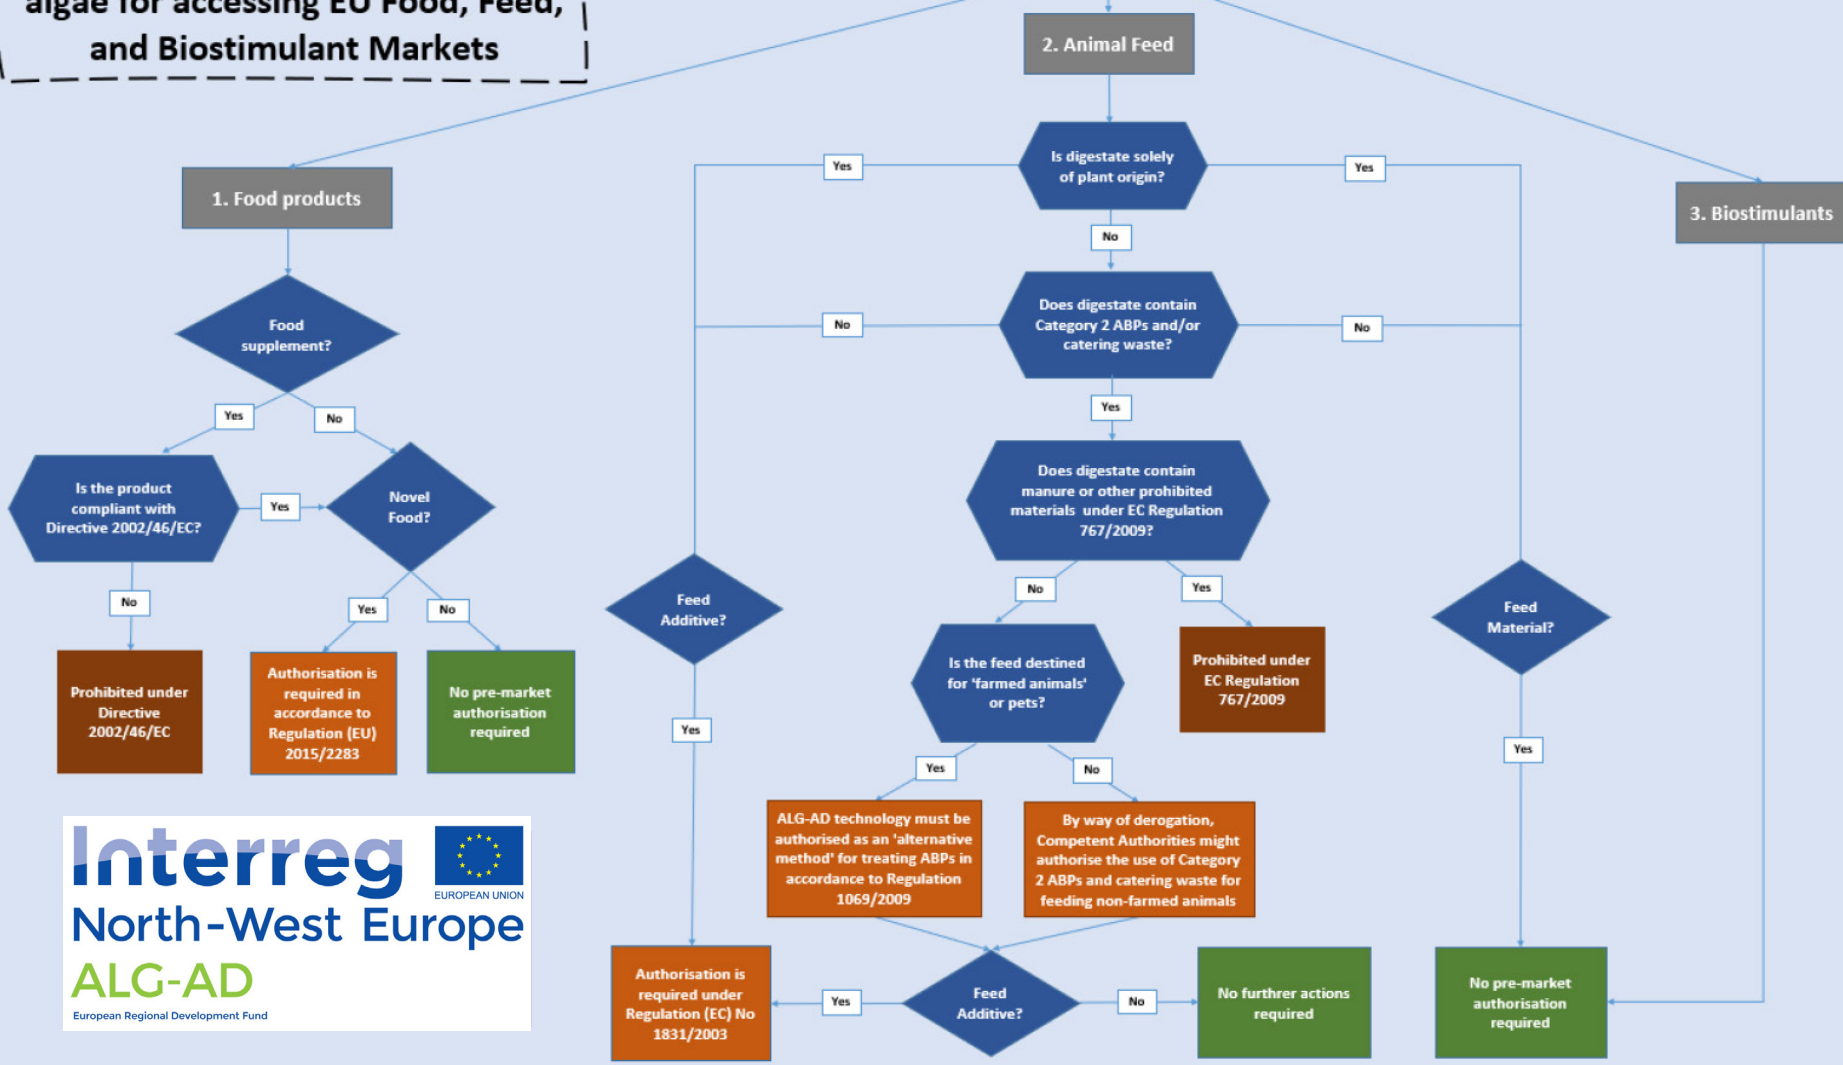 algae for accessing EU Food, Feed,
and Biostimulant Markets
2. Animal Feed
1. Food products
3. Biostimulants
Food
supplement?
Yes
No
Is the product
compliant with
Directive 2002/46/EC?
Yes
Novel
Food?
No
Yes
No
Prohibited under
Directive
2002/46/EC
Authorisation is
required in
accordance to
Regulation (EU)
2015/2283
No pre-market
authorisation
required
Is digestate solely
of plant origin?
Yes
Yes
No
Does digestate contain
Category 2 ABPs and/or
catering waste?
No
No
Yes
Does digestate contain
manure or other prohibited
materials under EC Regulation
767/2009?
No
Yes
Feed
Additive?
Is the feed destined
for 'farmed animals'
or pets?
Prohibited under
EC Regulation
767/2009
Feed
Material?
Yes
Yes
No
Yes
ALG-AD technology must be
authorised as an 'alternative
method' for treating ABPs in
accordance to Regulation
1069/2009
By way of derogation,
Competent Authorities might
authorise the use of Category
2 ABPs and catering waste for
feeding non-farmed animals
Authorisation is
required under
Regulation (EC) No
1831/2003
Yes
Feed
Additive?
No
No furthrer actions
required
No pre-market
authorisation
required
Interreg
EUROPEAN UNION
North-West Europe
ALG-AD
European Regional Development Fund